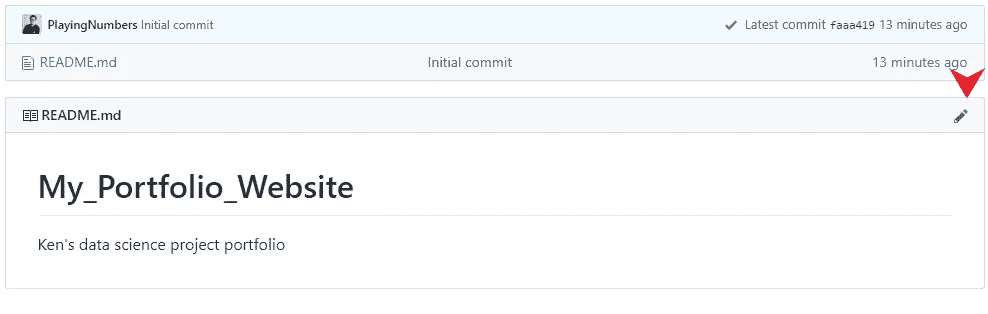 PlayingNumbers Initial commit Latest commit faaa419 13 minutes ago
README.md Initial commit 13 minutes ago
README.md
My_Portfolio_Website
Ken's data science project portfolio